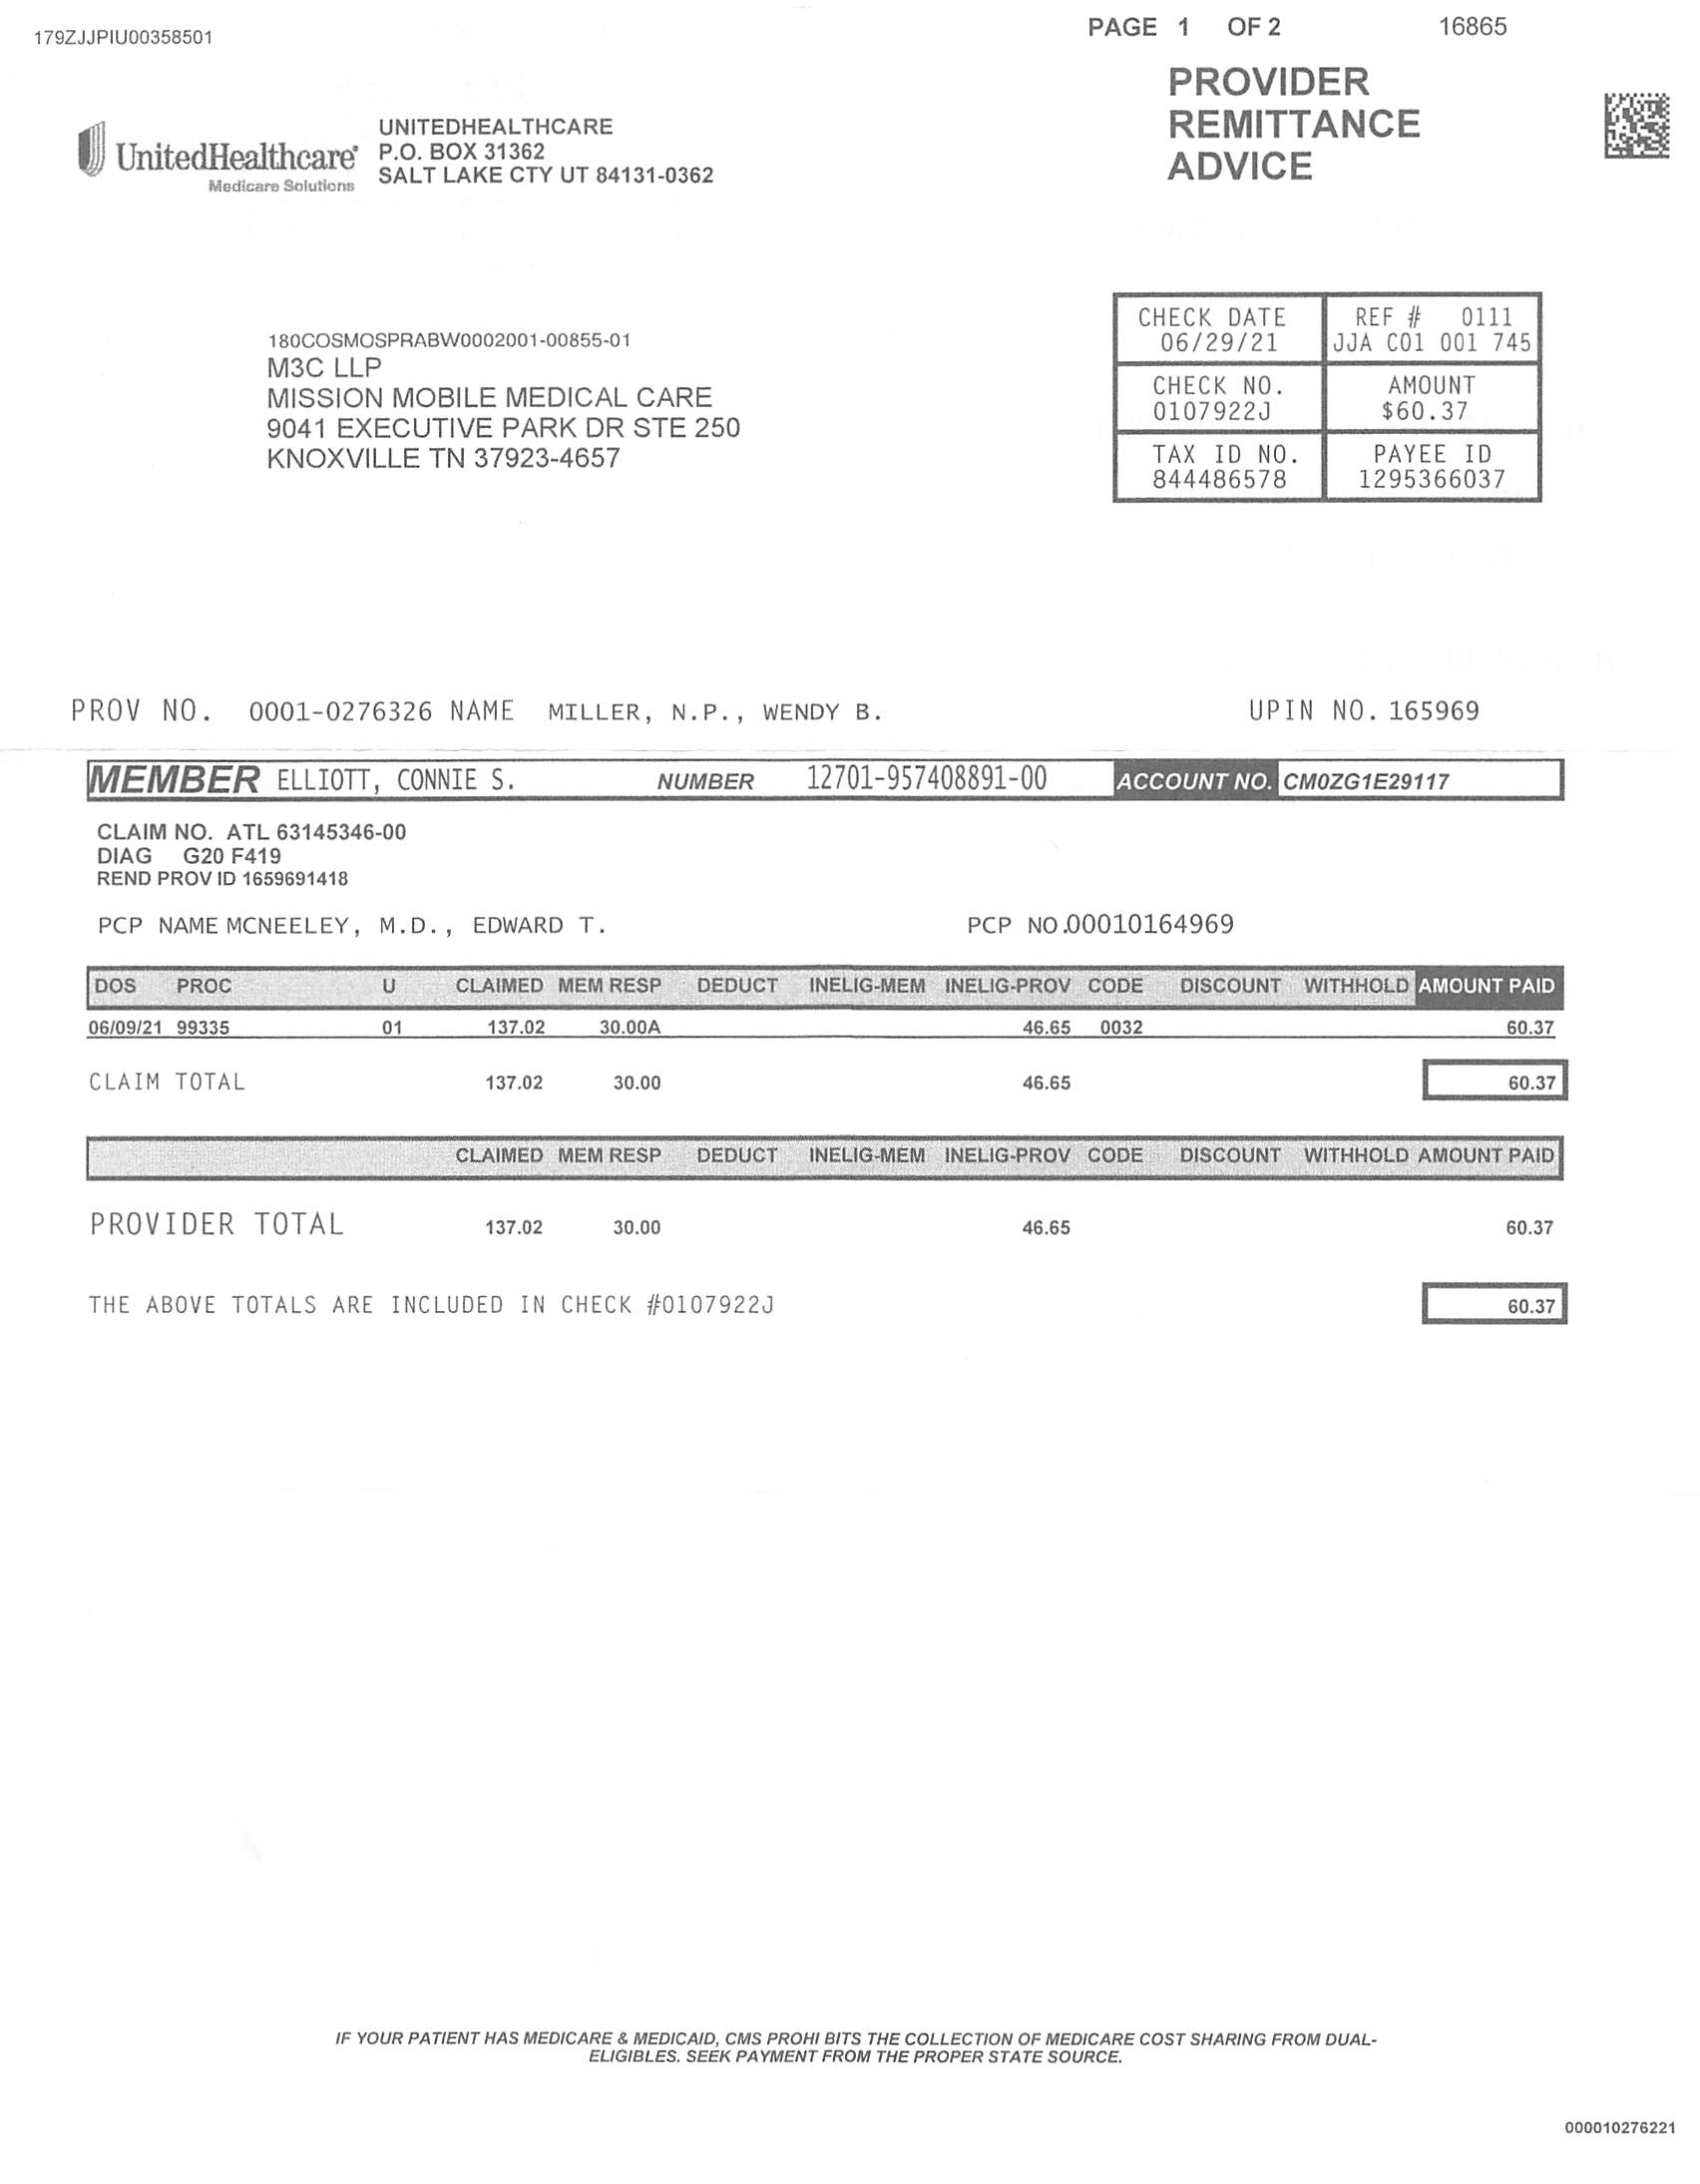 179ZJJPIU00358501
PAGE 1 OF 2 16865
PROVIDER
REMITTANCE
ADVICE
UnitedHealthcare
Medicare Solutions
UNITEDHEALTHCARE
P.O. BOX 31362
SALT LAKE CTY UT 84131-0362
180COSMOSPRABW0002001-00855-01
M3C LLP
MISSION MOBILE MEDICAL CARE
9041 EXECUTIVE PARK DR STE 250
KNOXVILLE TN 37923-4657
CHECK DATE REF # 0111
06/29/21 JJA C01 001 745
CHECK NO. AMOUNT
0107922J $60.37
TAX ID NO. PAYEE ID
844486578 1295366037
PROV NO. 0001-0276326 NAME MILLER, N.P., WENDY B. UPIN NO. 165969
MEMBER ELLIOTT, CONNIE S. NUMBER 12701-957408891-00 ACCOUNT NO. CM0ZG1E29117
CLAIM NO. ATL 63145346-00
DIAG G20 F419
REND PROV ID 1659691418
PCP NAME MCNEELEY, M.D., EDWARD T. PCP NO.00010164969
DOS PROC U CLAIMED MEM RESP DEDUCT INELIG-MEM INELIG-PROV CODE DISCOUNT WITHHOLD AMOUNT PAID
06/09/21 99335 01 137.02 30.00A 46.65 0032 60.37
CLAIM TOTAL 137.02 30.00 46.65 60.37
CLAIMED MEM RESP DEDUCT INELIG-MEM INELIG-PROV CODE DISCOUNT WITHHOLD AMOUNT PAID
PROVIDER TOTAL 137.02 30.00 46.65 60.37
THE ABOVE TOTALS ARE INCLUDED IN CHECK #0107922J 60.37
IF YOUR PATIENT HAS MEDICARE & MEDICAID, CMS PROHI BITS THE COLLECTION OF MEDICARE COST SHARING FROM DUAL-
ELIGIBLES. SEEK PAYMENT FROM THE PROPER STATE SOURCE.
000010276221